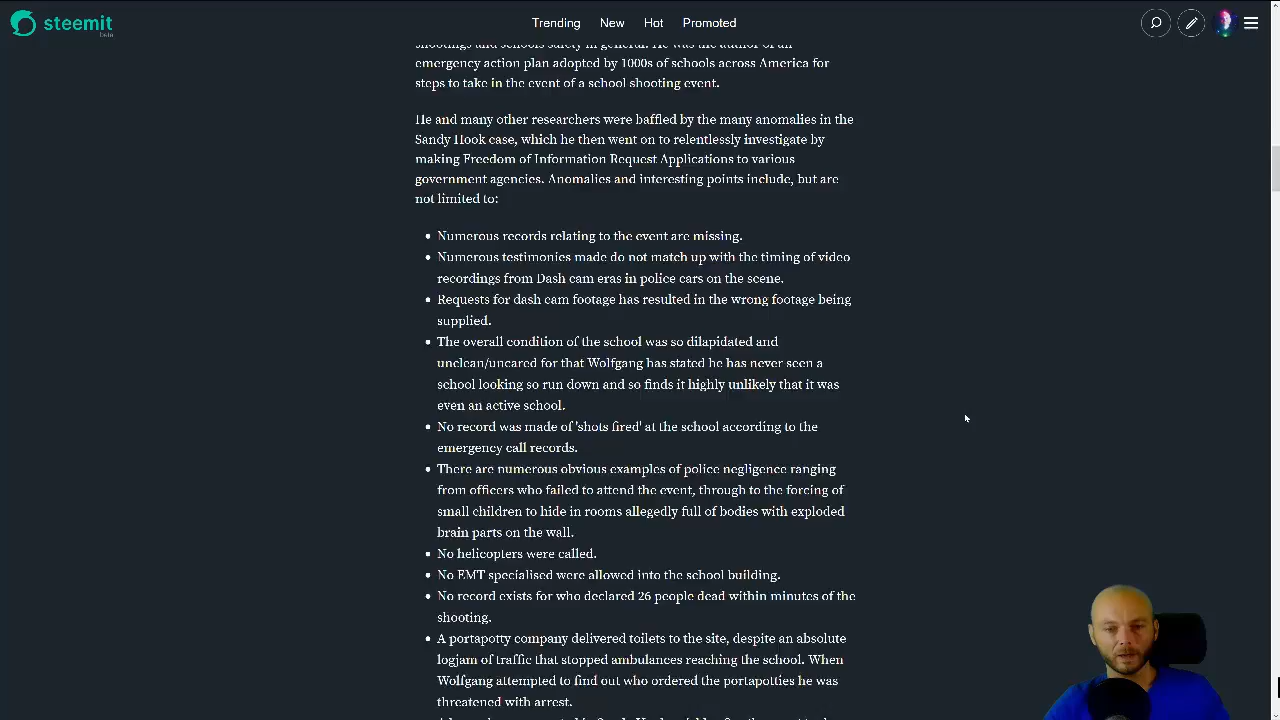 steemit
beta
Trending New Hot Promoted
shootings and schools safety in general. He was the author of an
emergency action plan adopted by 1000s of schools across America for
steps to take in the event of a school shooting event.
He and many other researchers were baffled by the many anomalies in the
Sandy Hook case, which he then went on to relentlessly investigate by
making Freedom of Information Request Applications to various
government agencies. Anomalies and interesting points include, but are
not limited to:
• Numerous records relating to the event are missing.
• Numerous testimonies made do not match up with the timing of video
recordings from Dash cam eras in police cars on the scene.
• Requests for dash cam footage has resulted in the wrong footage being
supplied.
• The overall condition of the school was so dilapidated and
unclean/uncared for that Wolfgang has stated he has never seen a
school looking so run down and so finds it highly unlikely that it was
even an active school.
• No record was made of 'shots fired' at the school according to the
emergency call records.
• There are numerous obvious examples of police negligence ranging
from officers who failed to attend the event, through to the forcing of
small children to hide in rooms allegedly full of bodies with exploded
brain parts on the wall.
• No helicopters were called.
• No EMT specialised were allowed into the school building.
• No record exists for who declared 26 people dead within minutes of the
shooting.
• A portapotty company delivered toilets to the site, despite an absolute
logjam of traffic that stopped ambulances reaching the school. When
Wolfgang attempted to find out who ordered the portapotties he was
threatened with arrest.